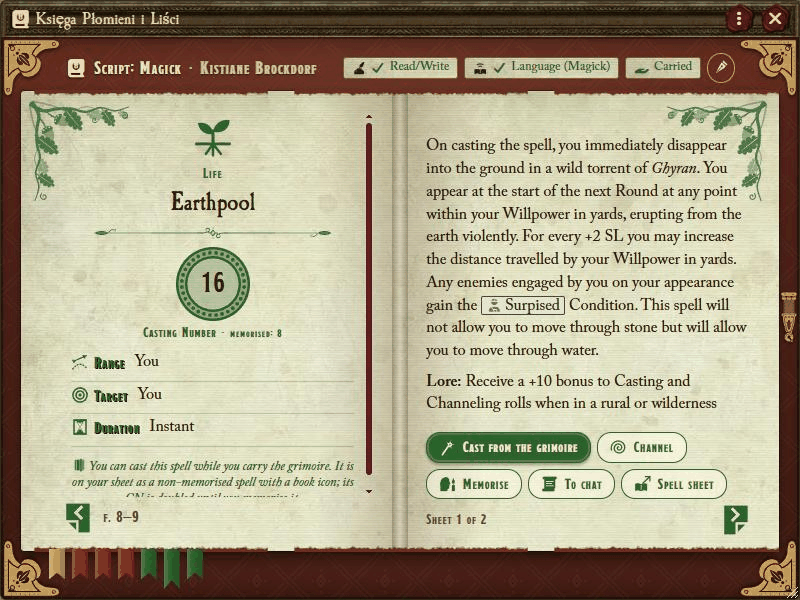 Księga Płomieni i Liści
Script: Magick · Kistiane Brockdorf
Read/Write
Language (Magick)
Carried
Life
Earthpool
16
Casting Number · memorised: 8
Range You
Target You
Duration Instant
You can cast this spell while you carry the grimoire. It is
on your sheet as a non-memorised spell with a book icon; its
CN is doubled until you memorise it.
f. 8–9
On casting the spell, you immediately disappear
into the ground in a wild torrent of Ghyran. You
appear at the start of the next Round at any point
within your Willpower in yards, erupting from the
earth violently. For every +2 SL you may increase
the distance travelled by your Willpower in yards.
Any enemies engaged by you on your appearance
gain the Surpised Condition. This spell will
not allow you to move through stone but will allow
you to move through water.
Lore: Receive a +10 bonus to Casting and
Channeling rolls when in a rural or wilderness
Cast from the grimoire
Channel
Memorise
To chat
Spell sheet
Sheet 1 of 2